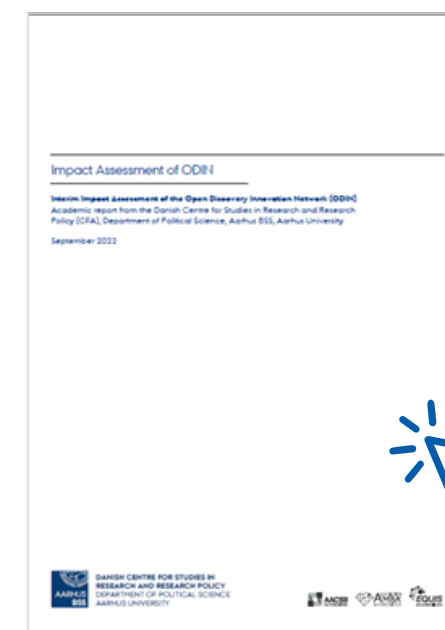 Impact Assessment of ODIN
Interim Impact Assessment of the Open Discovery Innovation Network (ODIN)
Academic report from the Danish Centre for Studies in Research and Research
Policy (CFA), Department of Political Science, Aarhus BSS, Aarhus University
September 2022
AARHUS
BSS
DANISH CENTRE FOR STUDIES IN
RESEARCH AND RESEARCH POLICY
DEPARTMENT OF POLITICAL SCIENCE
AARHUS UNIVERSITY
AACSB
AMBA
EQUIS